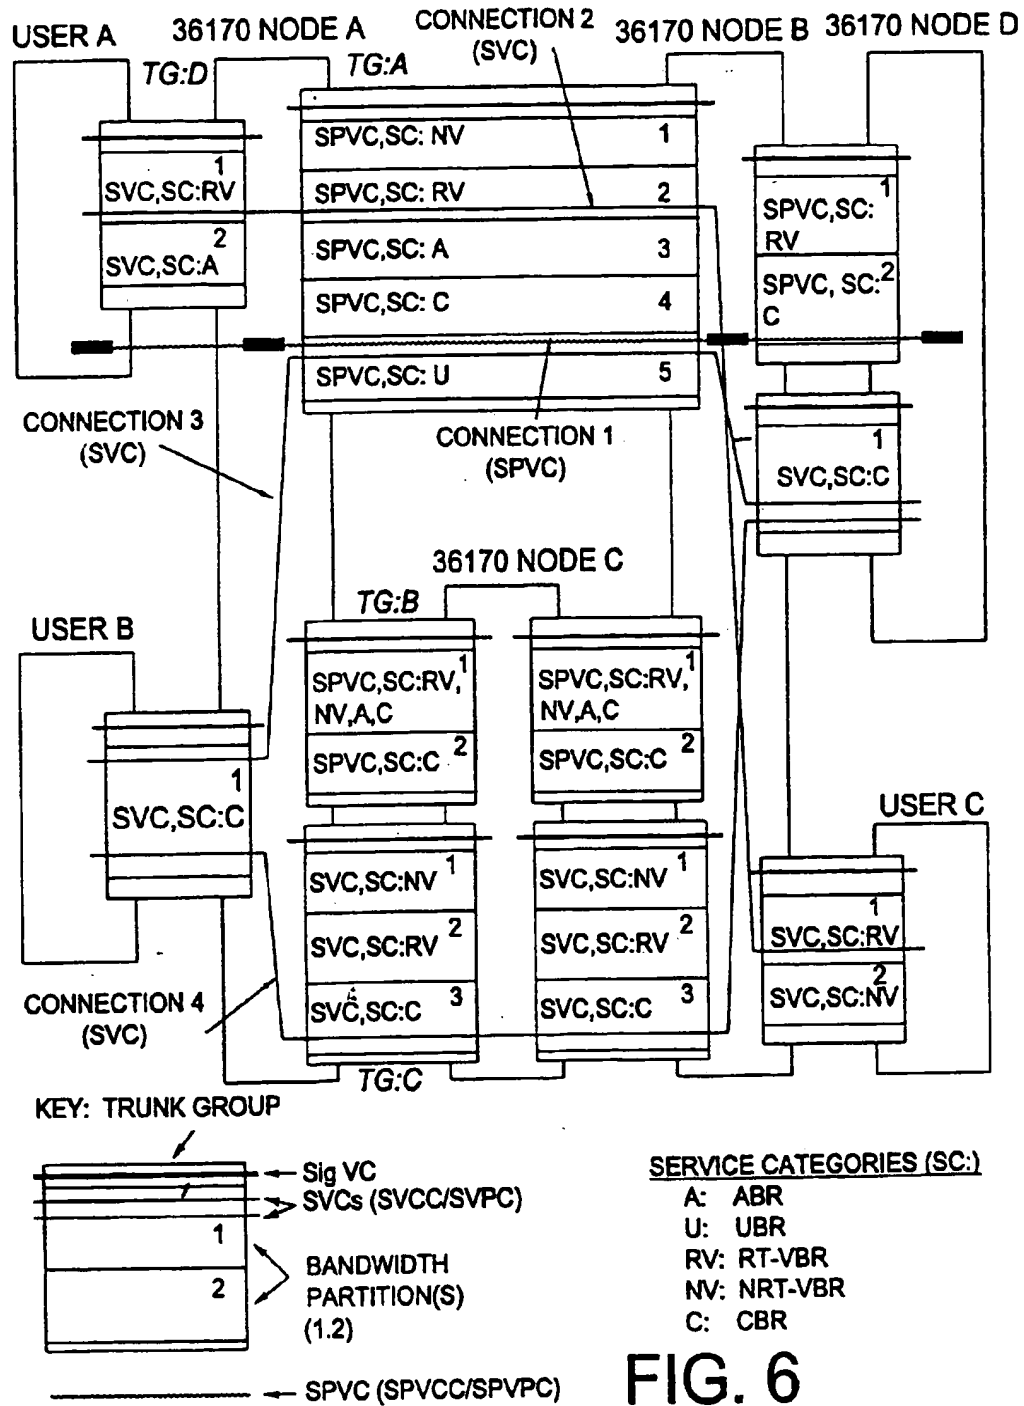 CONNECTION 2
(SVC)
USER A
36170 NODE A
36170 NODE B
36170 NODE D
TG:D
TG:A
SPVC,SC: NV 1
SPVC,SC: RV 2
SPVC,SC: A 3
SPVC,SC: C 4
SPVC,SC: U 5
1
SVC,SC:RV
2
SVC,SC:A
1
SPVC,SC:
RV
SPVC, SC: 2
C
CONNECTION 3
(SVC)
CONNECTION 1
(SPVC)
1
SVC,SC:C
36170 NODE C
TG:B
USER B
SPVC,SC:RV, 1
NV,A,C
SPVC,SC:C 2
SPVC,SC:RV, 1
NV,A,C
SPVC,SC:C 2
1
SVC,SC:C
USER C
SVC,SC:NV 1
SVC,SC:RV 2
SVC,SC:C 3
SVC,SC:NV 1
SVC,SC:RV 2
SVC,SC:C 3
1
SVC,SC:RV
2
SVC,SC:NV
CONNECTION 4
(SVC)
TG:C
KEY: TRUNK GROUP
Sig VC
SVCs (SVCC/SVPC)
1
2
BANDWIDTH
PARTITION(S)
(1.2)
SPVC (SPVCC/SPVPC)
SERVICE CATEGORIES (SC:)
A: ABR
U: UBR
RV: RT-VBR
NV: NRT-VBR
C: CBR
FIG. 6